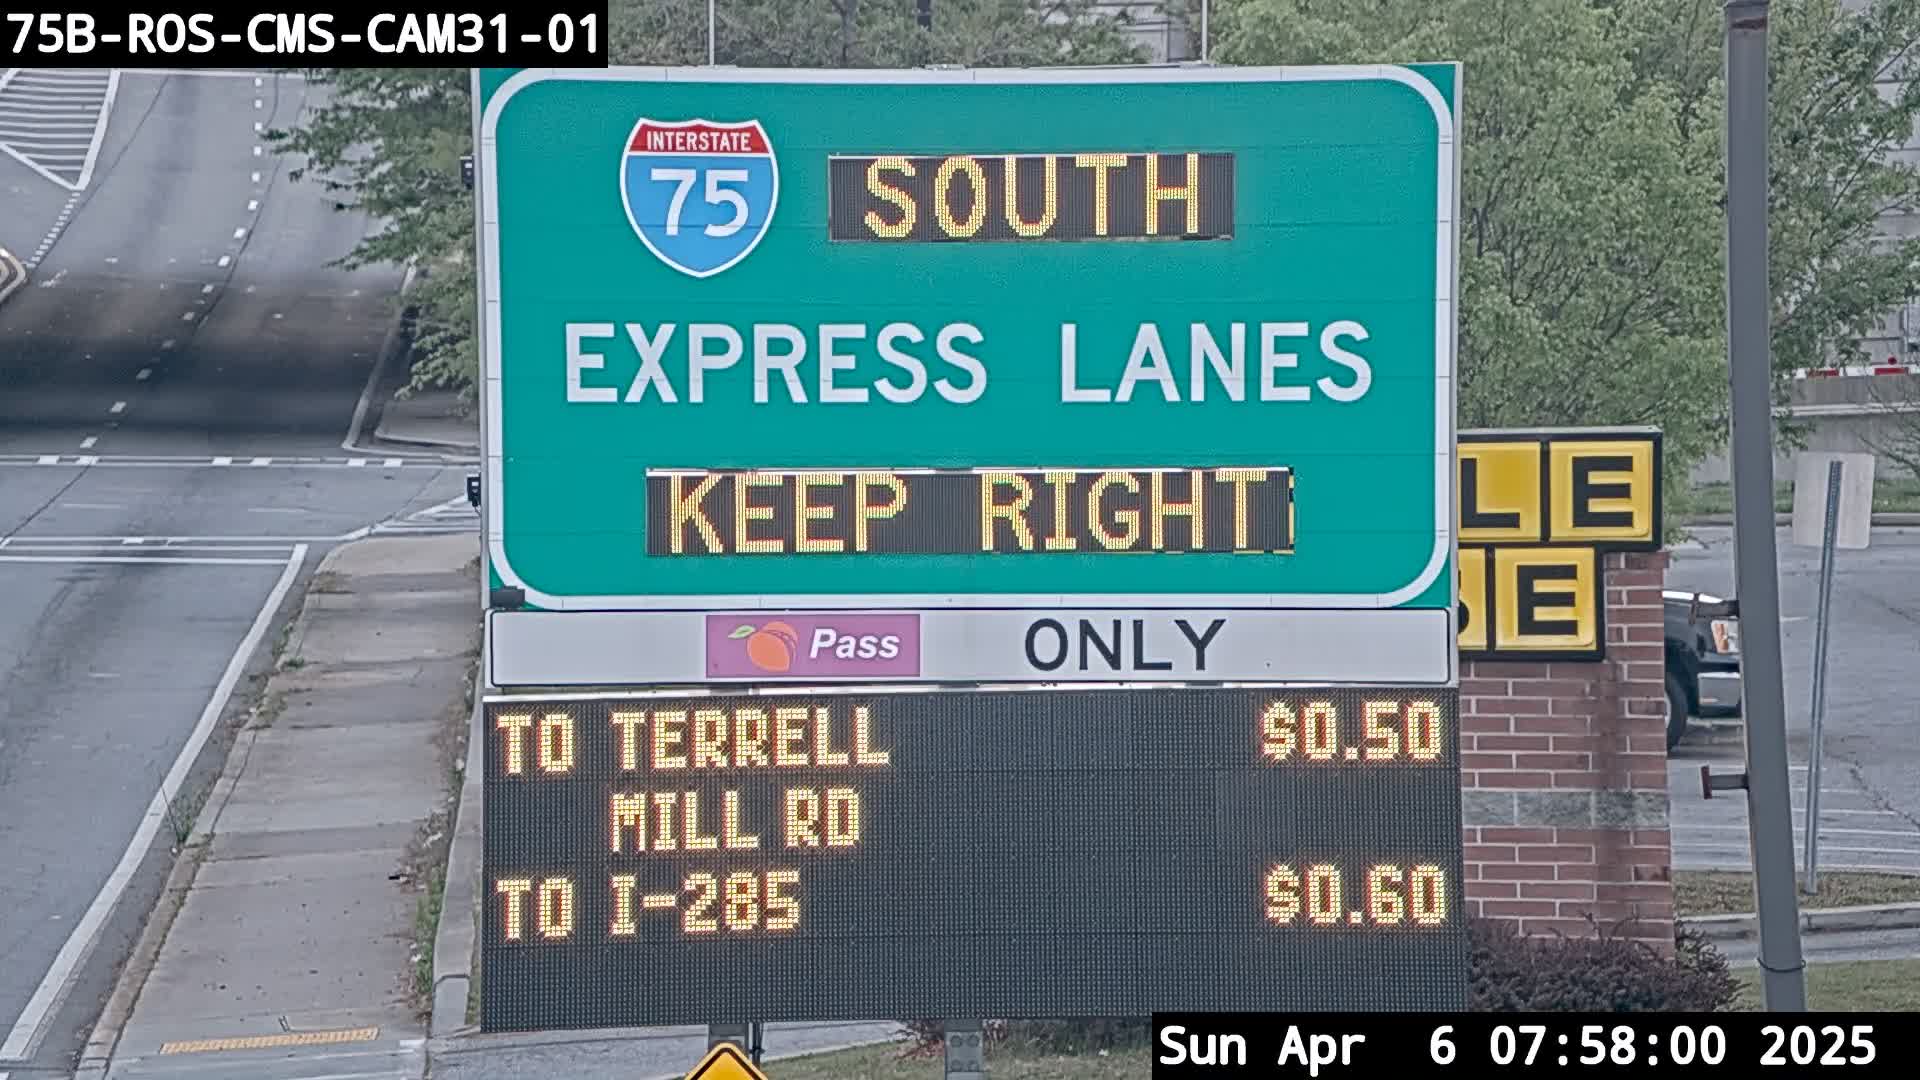 75B-ROS-CMS-CAM31-01
INTERSTATE
75
SOUTH
EXPRESS LANES
KEEP RIGHT
Pass ONLY
TO TERRELL $0.50
MILL RD
TO I-285 $0.60
LE
E
Sun Apr 6 07:58:00 2025